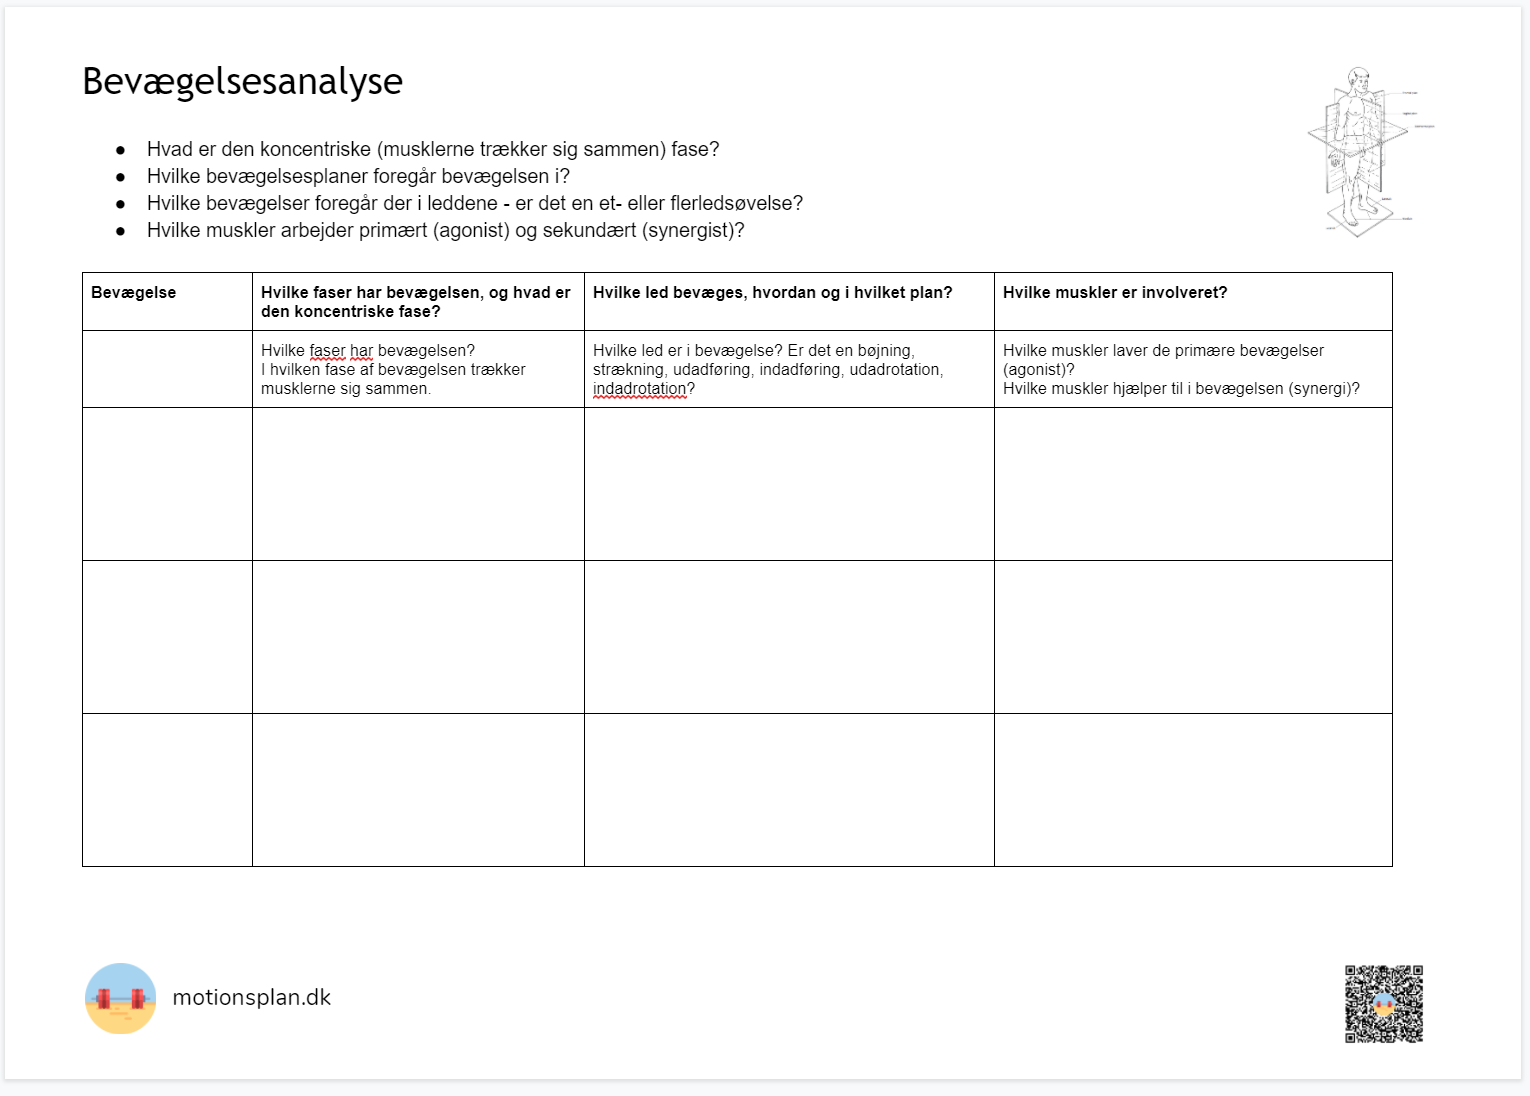 Bevægelsesanalyse
Hvad er den koncentriske (musklerne trækker sig sammen) fase?
Hvilke bevægelsesplaner foregår bevægelsen i?
Hvilke bevægelser foregår der i leddene - er det en et- eller flerledsøvelse?
Hvilke muskler arbejder primært (agonist) og sekundært (synergist)?
Bevægelse
Hvilke faser har bevægelsen, og hvad er
den koncentriske fase?
Hvilke led bevæges, hvordan og i hvilket plan?
Hvilke muskler er involveret?
Hvilke faser har bevægelsen?
I hvilken fase af bevægelsen trækker
musklerne sig sammen.
Hvilke led er i bevægelse? Er det en bøjning,
strækning, udadføring, indadføring, udadrotation,
indadrotation?
Hvilke muskler laver de primære bevægelser
(agonist)?
Hvilke muskler hjælper til i bevægelsen (synergi)?
motionsplan.dk